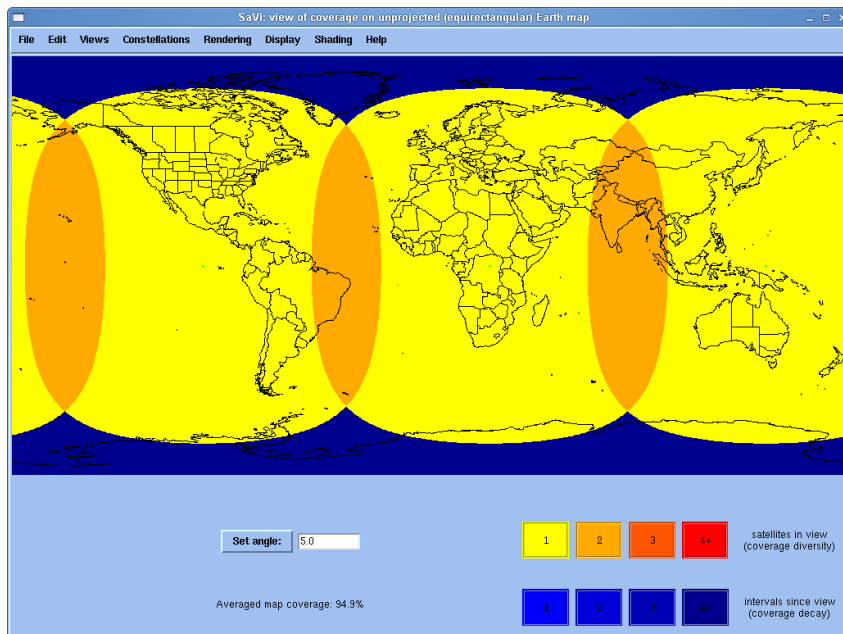 SaVi: view of coverage on unprojected (equirectangular) Earth map
File Edit Views Constellations Rendering Display Shading Help
Set angle: 5.0
1 2 3 4+
satellites in view
(coverage diversity)
Averaged map coverage: 94.9%
1 2 3 4+
intervals since view
(coverage decay)